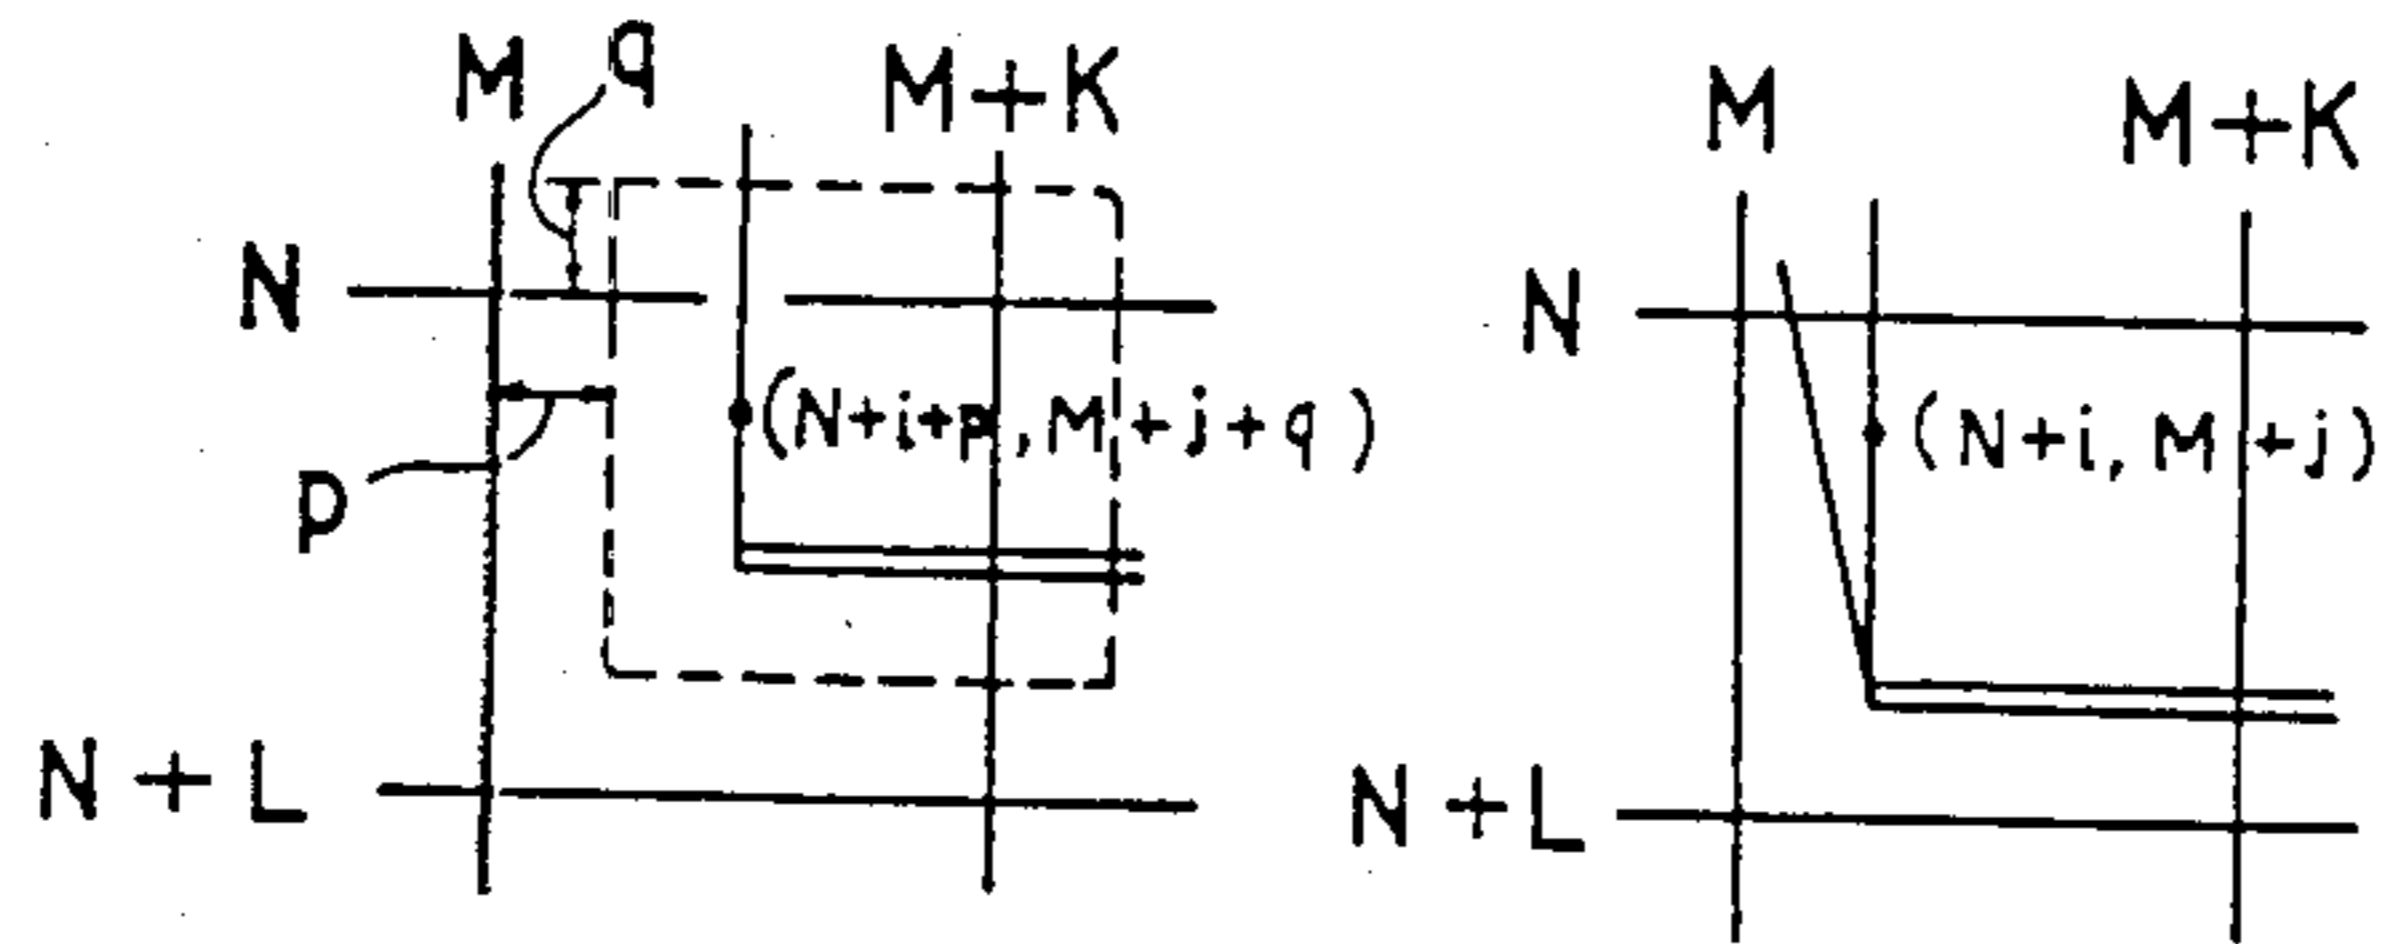 M q M+K
N
(N+i+p, M+j+q)
p
N+L
M M+K
N
(N+i, M+j)
N+L